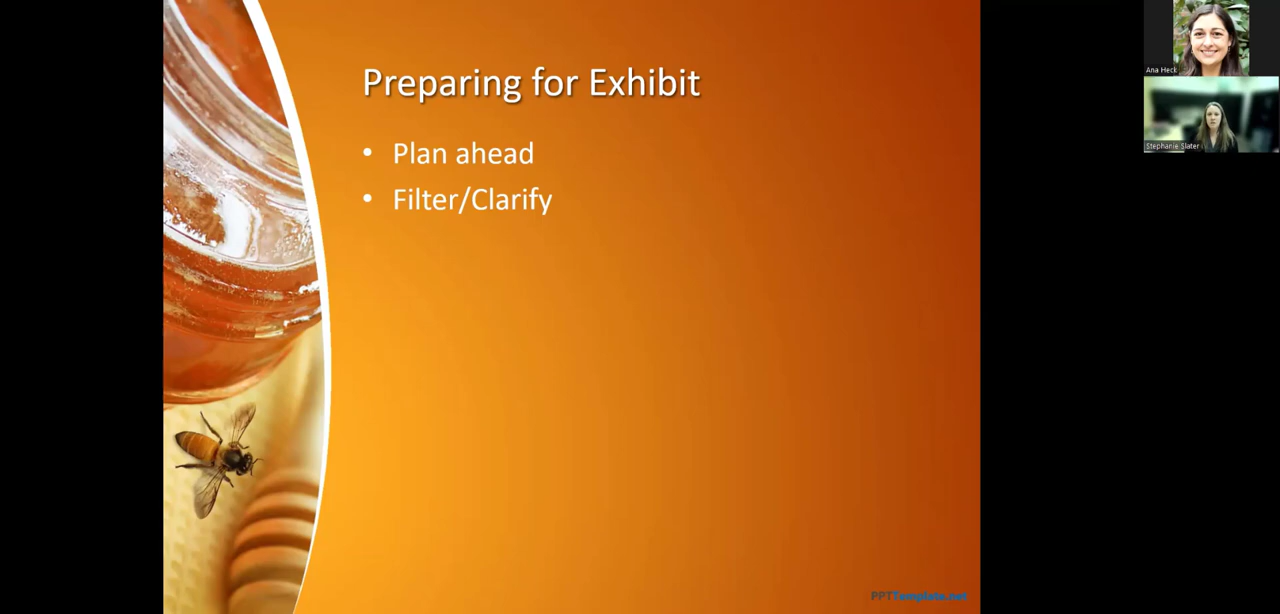 Preparing for Exhibit
• Plan ahead
• Filter/Clarify
PPTTemplate.net
Ana Heck
Stephanie Slater